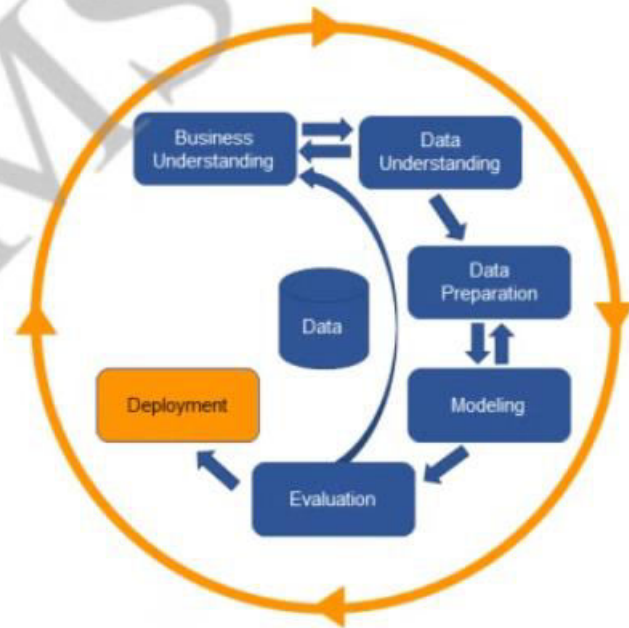 Business
Understanding
Data
Understanding
Data
Preparation
Data
Deployment
Modeling
Evaluation